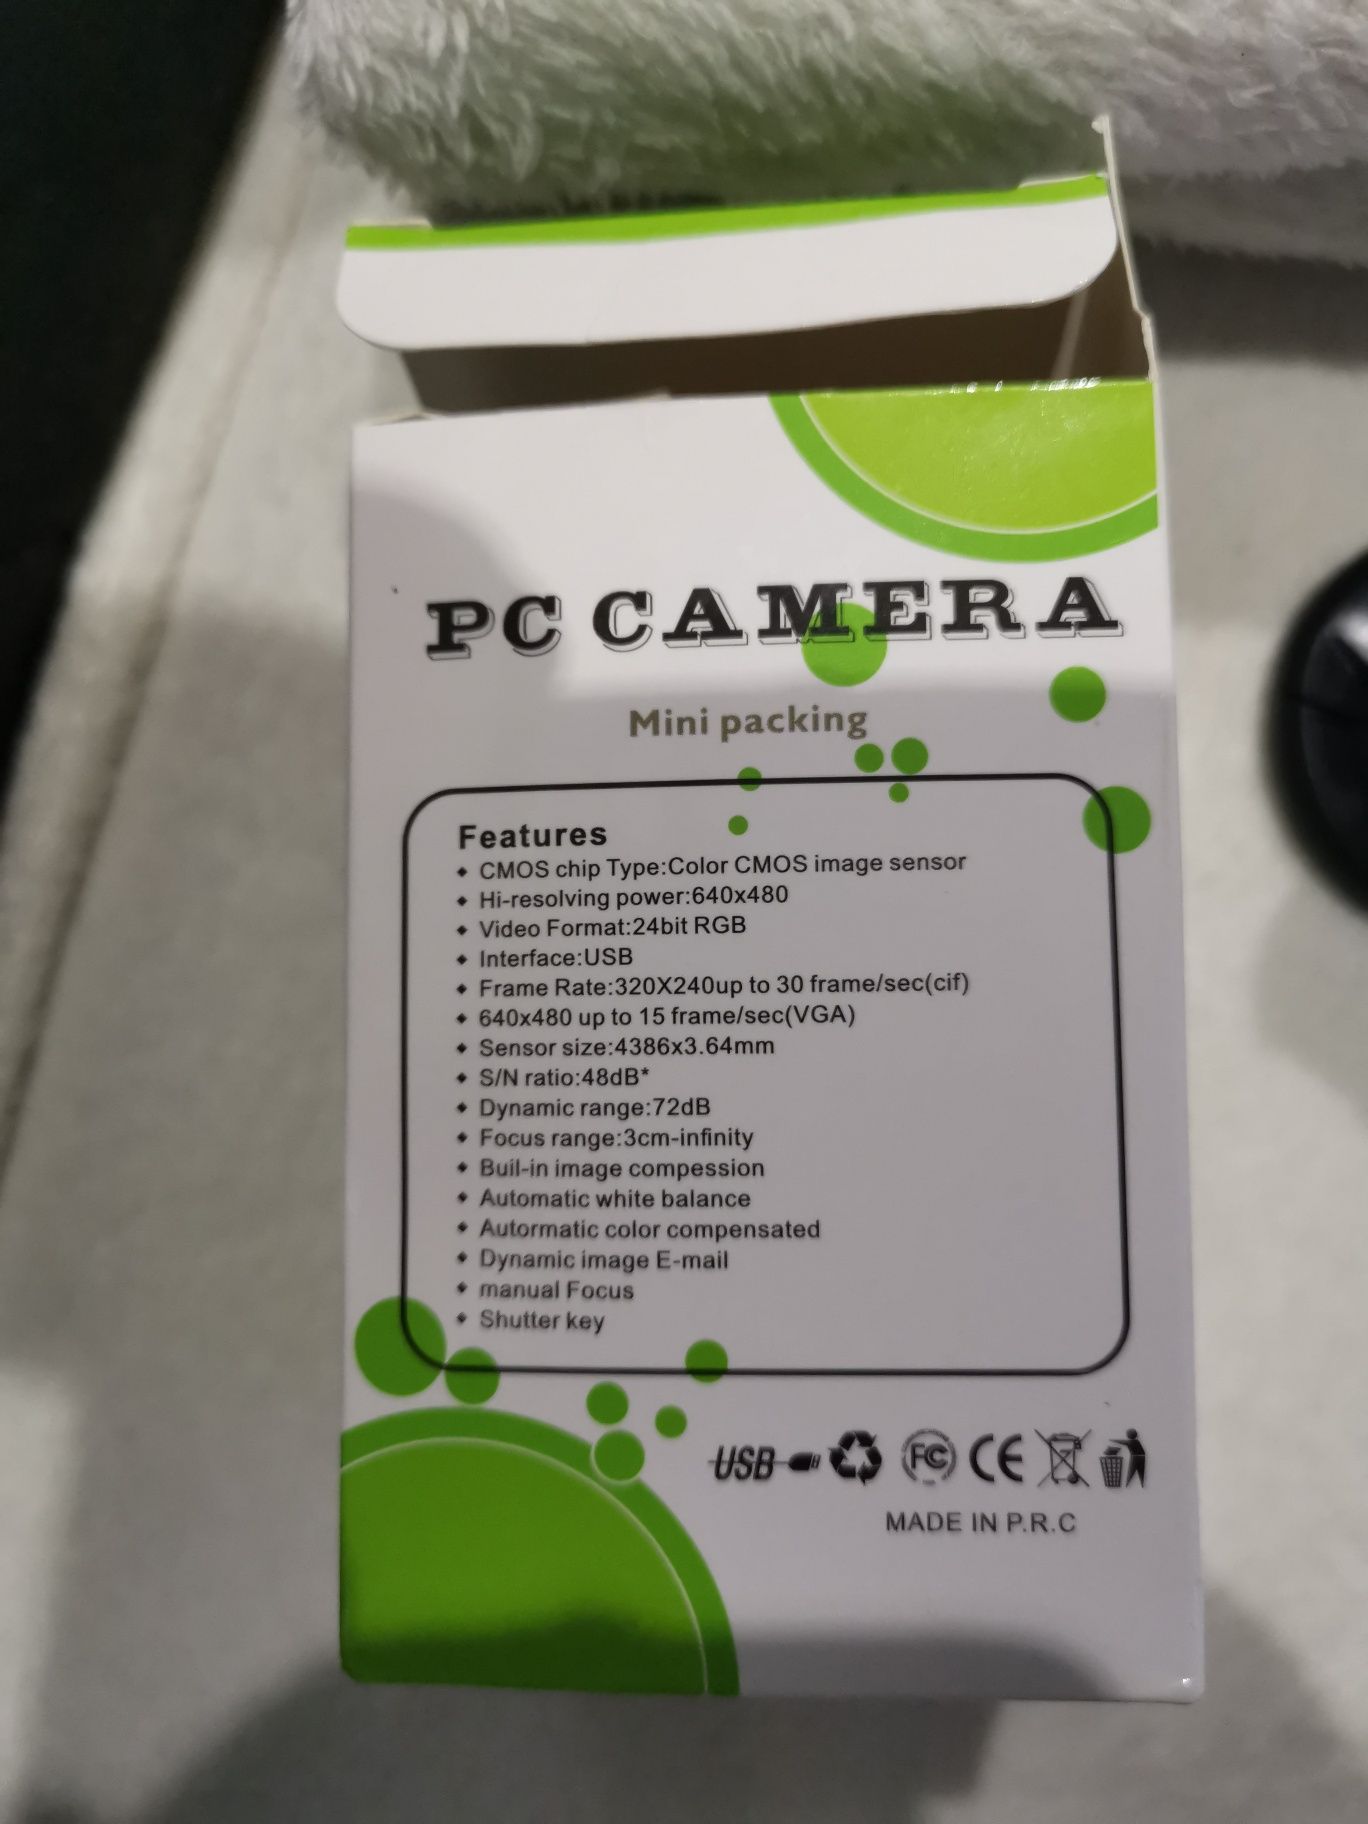 PC CAMERA
Mini packing
Features
◆ CMOS chip Type:Color CMOS image sensor
◆ Hi-resolving power:640x480
◆ Video Format:24bit RGB
◆ Interface:USB
◆ Frame Rate:320X240up to 30 frame/sec(cif)
◆ 640x480 up to 15 frame/sec(VGA)
◆ Sensor size:4386x3.64mm
◆ S/N ratio:48dB*
◆ Dynamic range:72dB
◆ Focus range:3cm-infinity
◆ Buil-in image compession
◆ Automatic white balance
◆ Autormatic color compensated
◆ Dynamic image E-mail
◆ manual Focus
◆ Shutter key
USB FC CE
MADE IN P.R.C